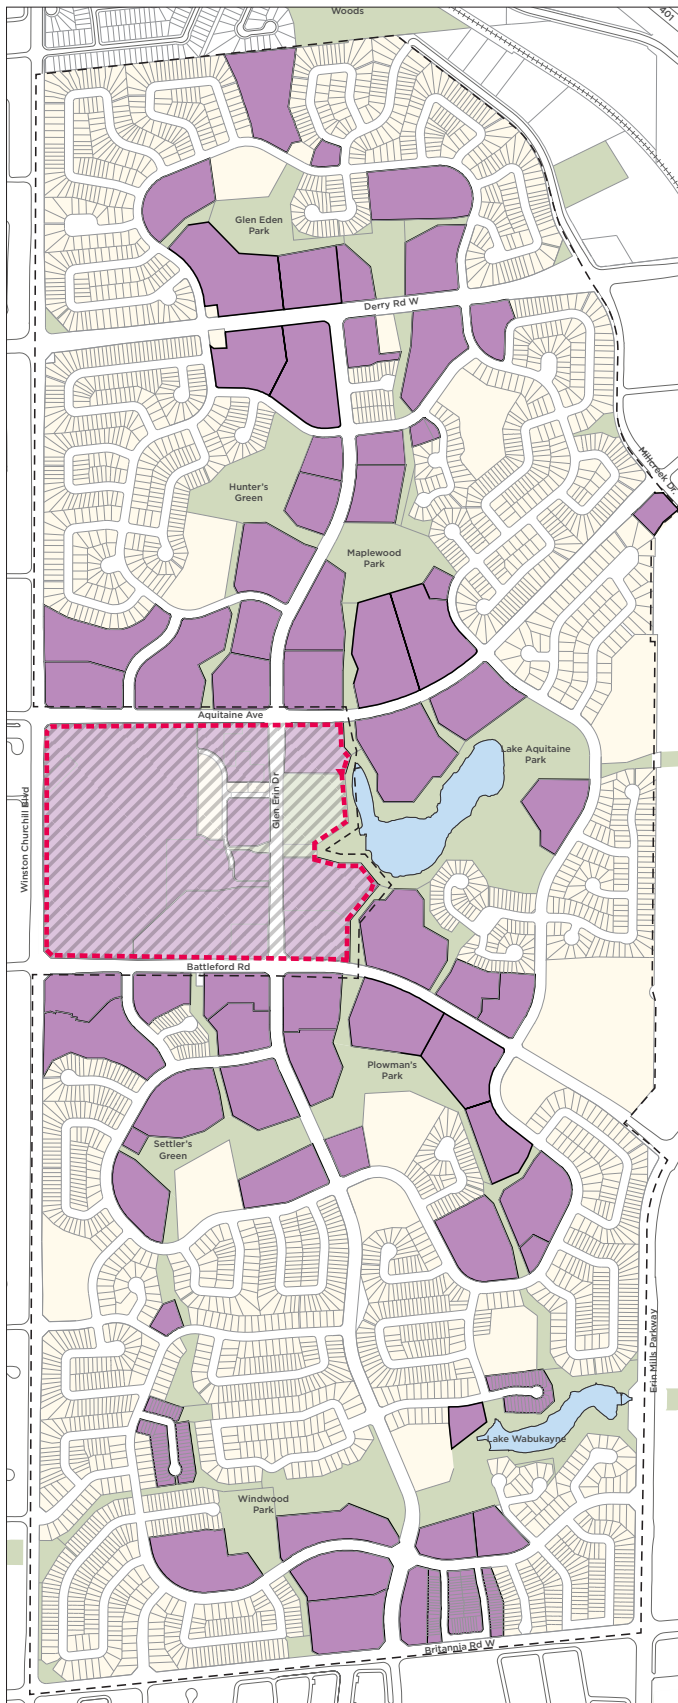 Woods
401
Glen Eden
Park
Derry Rd W
Millcreek Dr.
Hunter's
Green
Maplewood
Park
Aquitaine Ave
Lake Aquitaine
Park
Glen Erin Dr
Winston Churchill Blvd
Battleford Rd
Plowman's
Park
Settler's
Green
Erin Mills Parkway
Lake Wabukayne
Windwood
Park
Britannia Rd W